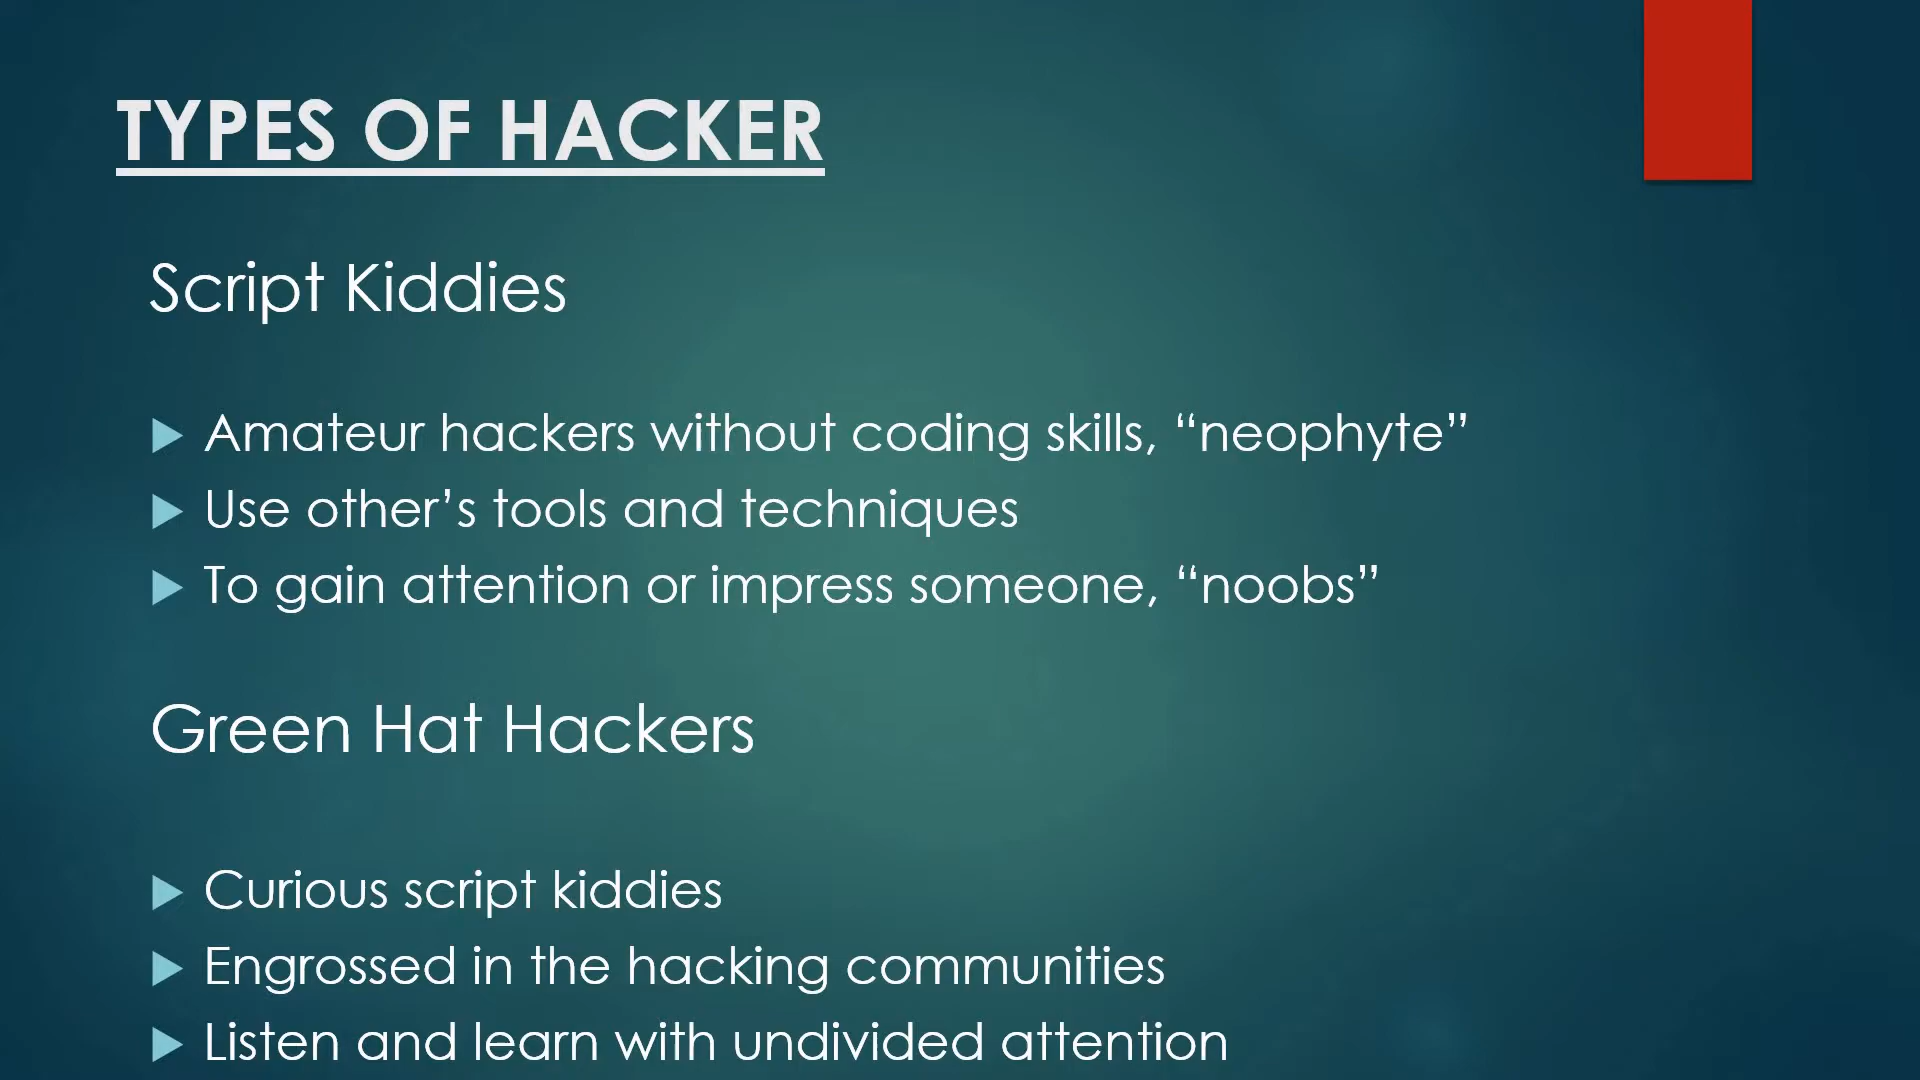 TYPES OF HACKER
Script Kiddies
Amateur hackers without coding skills, “neophyte”
Use other’s tools and techniques
To gain attention or impress someone, “noobs”
Green Hat Hackers
Curious script kiddies
Engrossed in the hacking communities
Listen and learn with undivided attention